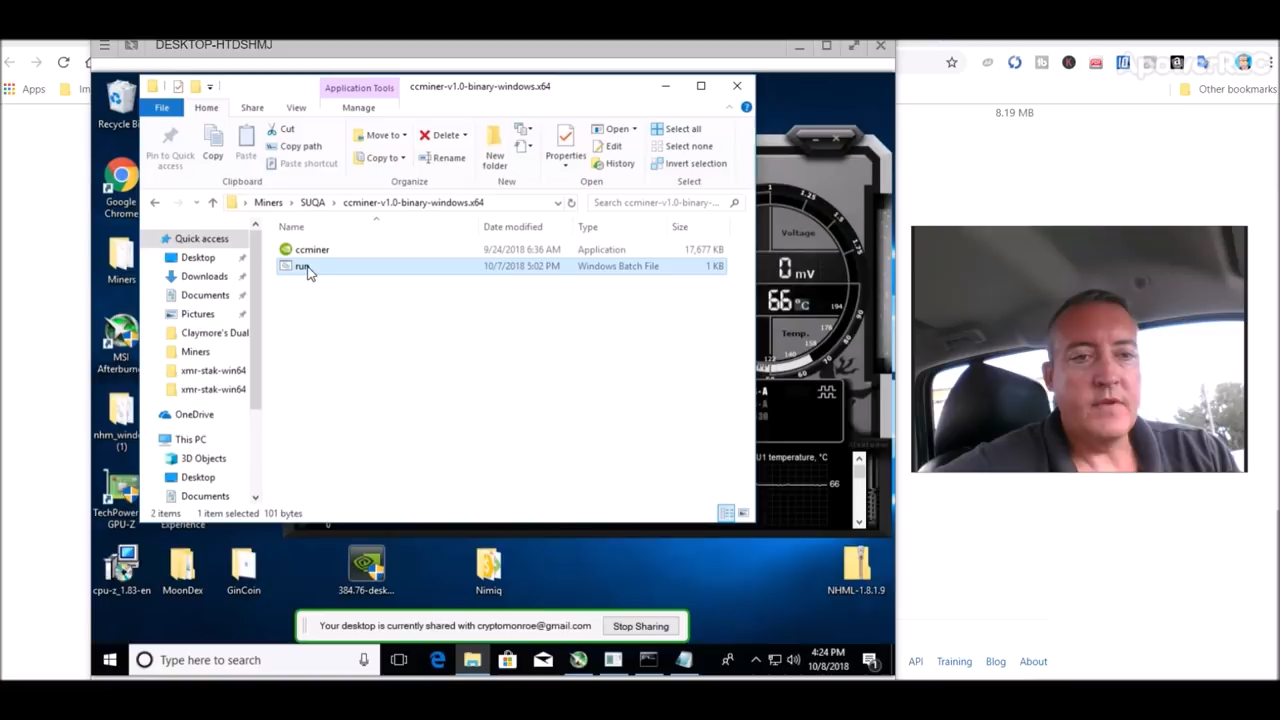 DESKTOP-HTDSHMJ
ApowerREC
Apps
Other bookmarks
8.19 MB
Application Tools
ccminer-v1.0-binary-windows.x64
File
Home
Share
View
Manage
Pin to Quick access
Copy
Paste
Cut
Copy path
Paste shortcut
Move to
Copy to
Delete
Rename
New folder
Properties
Open
Edit
History
Select all
Select none
Invert selection
Clipboard
Organize
New
Open
Select
Miners
SUQA
ccminer-v1.0-binary-windows.x64
Search ccminer-v1.0-binary-...
Name
Date modified
Type
Size
ccminer
9/24/2018 6:36 AM
Application
17,677 KB
run
10/7/2018 5:02 PM
Windows Batch File
1 KB
Quick access
Desktop
Downloads
Documents
Pictures
Claymore's Dual
Miners
xmr-stak-win64
xmr-stak-win64
OneDrive
This PC
3D Objects
Desktop
Documents
2 items
1 item selected
101 bytes
Recycle Bi
Google Chrome
Miners
MSI Afterburne
nhm_windo (1)
TechPower GPU-Z
Experience
Voltage
0 mV
66 °C
Temp.
U1 temperature, °C
66
cpu-z_1.83-en
MoonDex
GinCoin
384.76-desk...
Nimiq
NHML-1.8.1.9
Your desktop is currently shared with cryptomonroe@gmail.com
Stop Sharing
Type here to search
4:24 PM
10/8/2018
API
Training
Blog
About